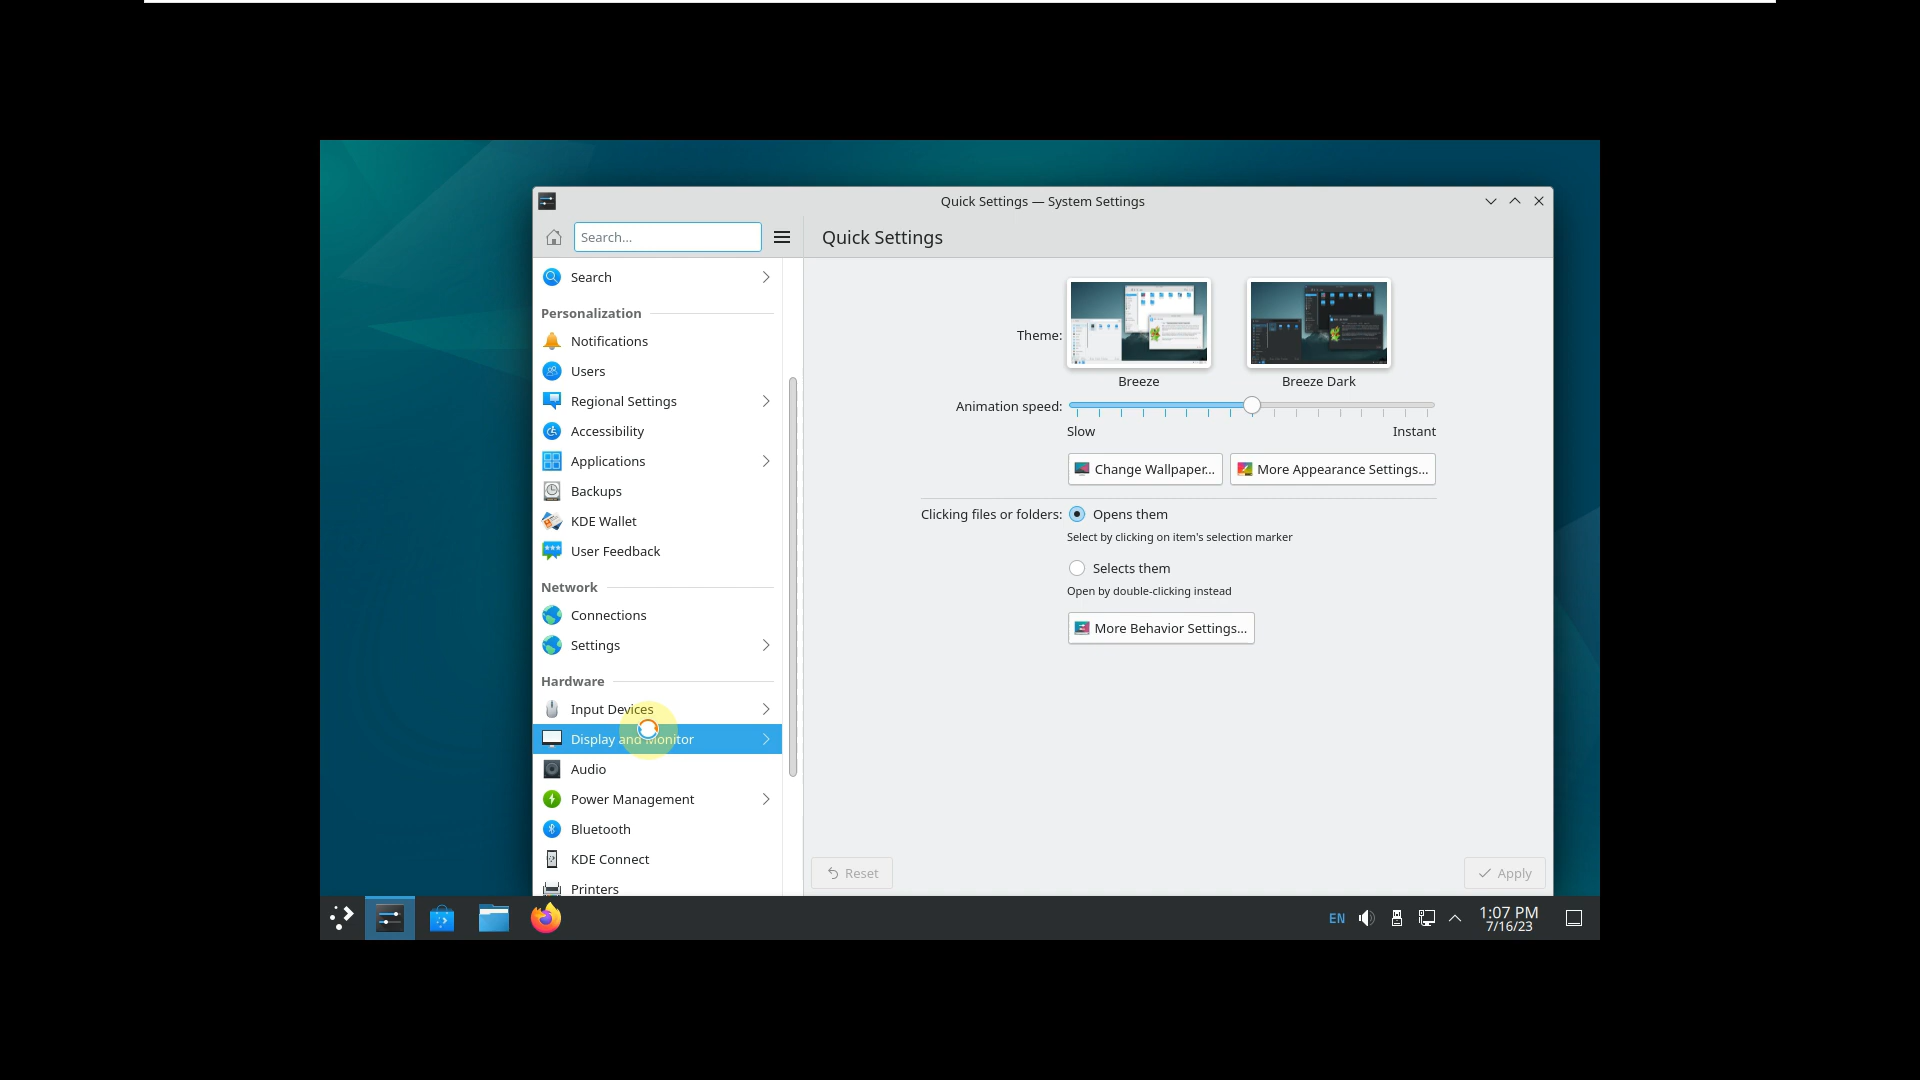 Quick Settings — System Settings
Search...
Quick Settings
Search
Personalization
Notifications
Users
Regional Settings
Accessibility
Applications
Backups
KDE Wallet
User Feedback
Network
Connections
Settings
Hardware
Input Devices
Display and Monitor
Audio
Power Management
Bluetooth
KDE Connect
Printers
Theme:
Breeze
Breeze Dark
Animation speed:
Slow
Instant
Change Wallpaper...
More Appearance Settings...
Clicking files or folders:
Opens them
Select by clicking on item's selection marker
Selects them
Open by double-clicking instead
More Behavior Settings...
Reset
Apply
EN
1:07 PM
7/16/23